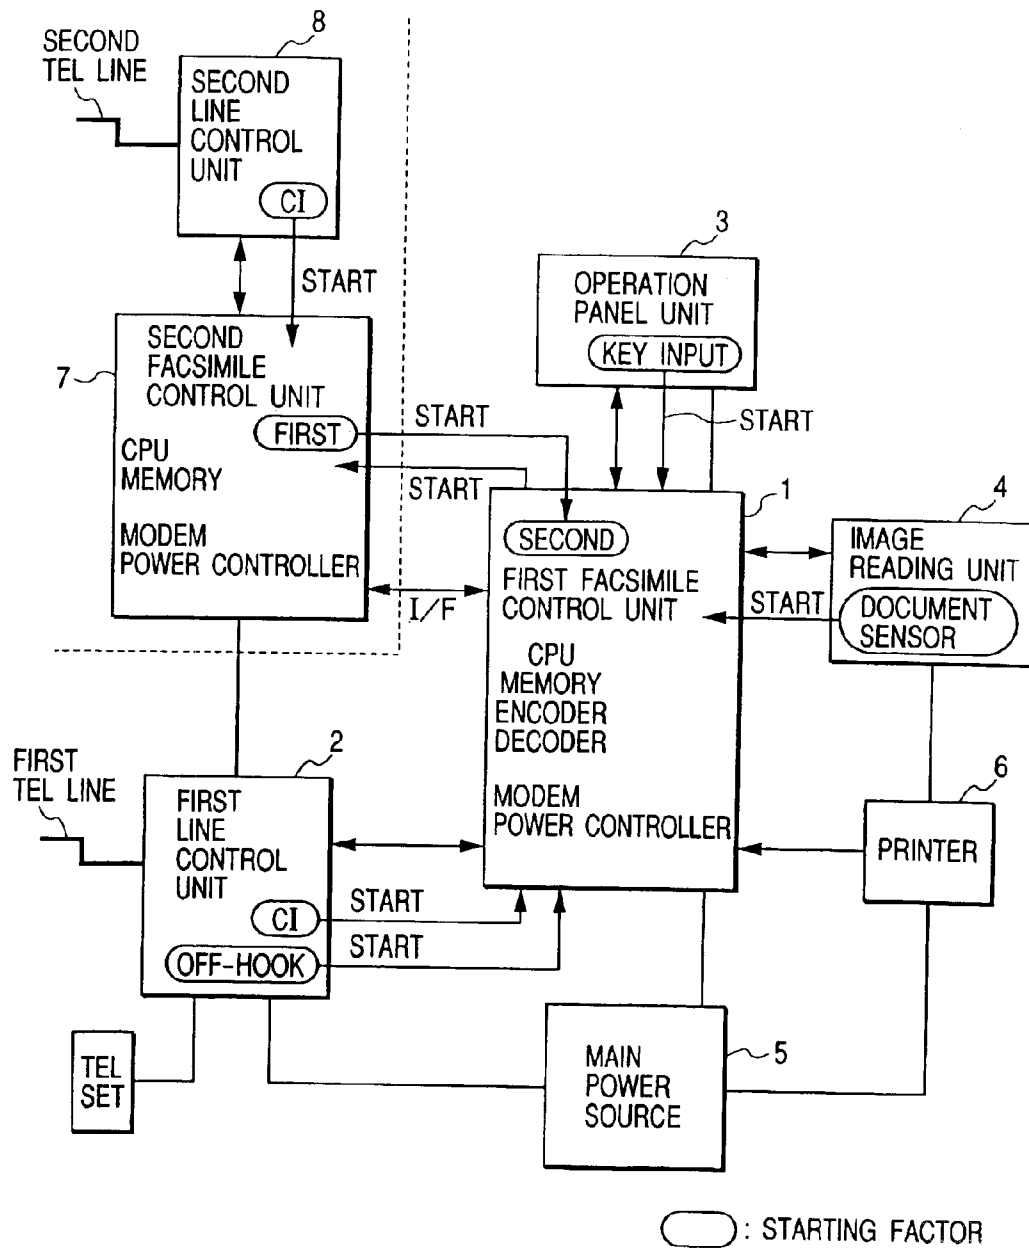 8
SECOND
TEL LINE
SECOND
LINE
CONTROL
UNIT
CI
START
3
OPERATION
PANEL UNIT
KEY INPUT
START
7
SECOND
FACSIMILE
CONTROL UNIT
FIRST
CPU
MEMORY
MODEM
POWER CONTROLLER
START
START
I/F
1
SECOND
FIRST FACSIMILE
CONTROL UNIT
CPU
MEMORY
ENCODER
DECODER
MODEM
POWER CONTROLLER
4
IMAGE
READING UNIT
START
DOCUMENT
SENSOR
6
PRINTER
2
FIRST
TEL LINE
FIRST
LINE
CONTROL
UNIT
CI
START
OFF-HOOK
START
TEL
SET
5
MAIN
POWER
SOURCE
: STARTING FACTOR